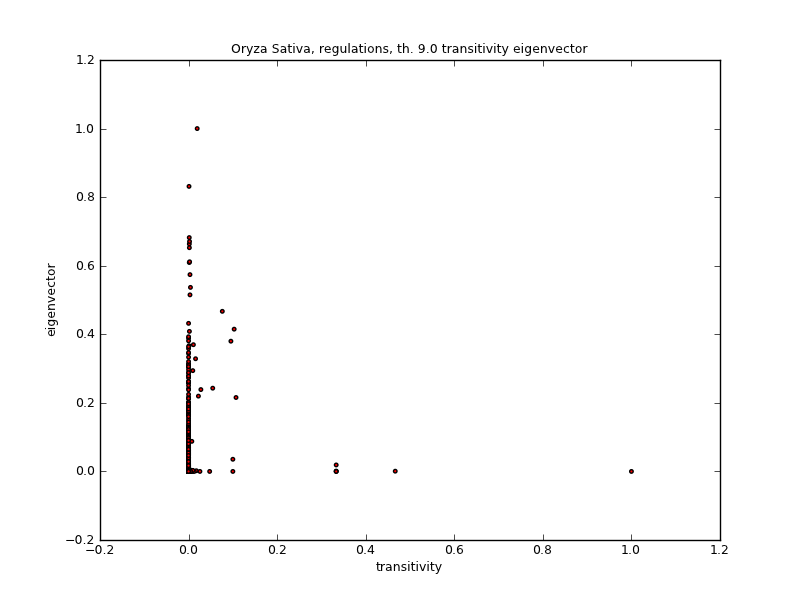 Oryza Sativa, regulations, th. 9.0 transitivity eigenvector
1.2
1.0
0.8
0.6
0.4
0.2
0.0
−0.2
eigenvector
−0.2 0.0 0.2 0.4 0.6 0.8 1.0 1.2
transitivity